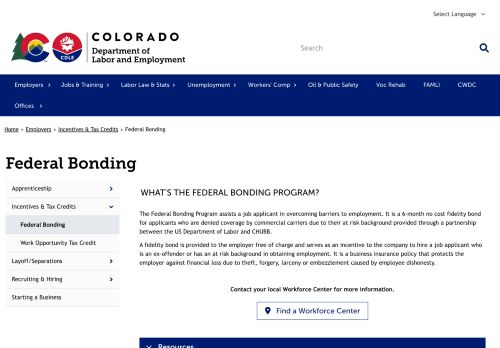 Select Language
COLORADO
Department of
Labor and Employment
CDLE
Search
Employers
Jobs & Training
Labor Law & Stats
Unemployment
Workers' Comp
Oil & Public Safety
Voc Rehab
FAMLI
CWDC
Offices
Home › Employers › Incentives & Tax Credits › Federal Bonding
Federal Bonding
Apprenticeship
Incentives & Tax Credits
Federal Bonding
Work Opportunity Tax Credit
Layoff/Separations
Recruiting & Hiring
Starting a Business
WHAT'S THE FEDERAL BONDING PROGRAM?
The Federal Bonding Program assists a job applicant in overcoming barriers to employment. It is a 6-month no cost fidelity bond
for applicants who are denied coverage by commercial carriers due to their at risk background provided through a partnership
between the US Department of Labor and CHUBB.
A fidelity bond is provided to the employer free of charge and serves as an incentive to the company to hire a job applicant who
is an ex-offender or has an at risk background in obtaining employment. It is a business insurance policy that protects the
employer against financial loss due to theft, forgery, larceny or embezzlement caused by employee dishonesty.
Contact your local Workforce Center for more information.
Find a Workforce Center
Resources